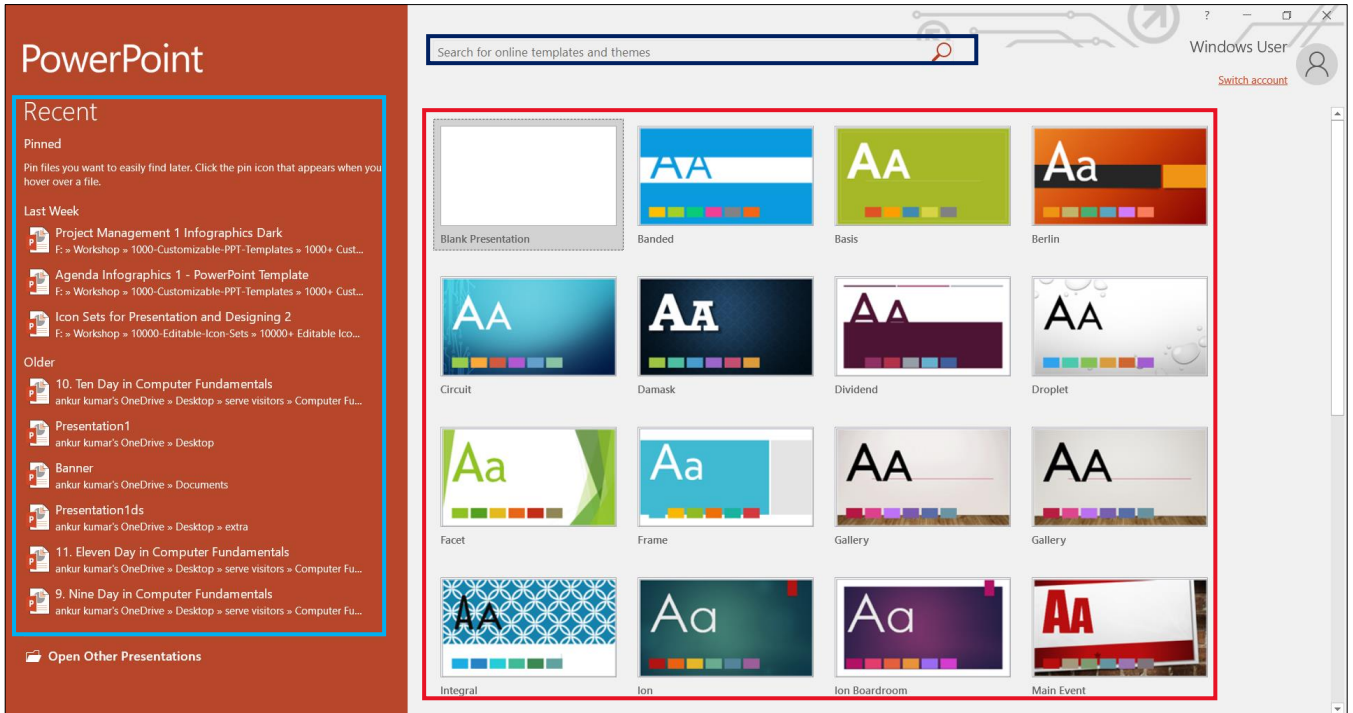 PowerPoint
Search for online templates and themes
?
Windows User
Switch account
Recent
Pinned
Pin files you want to easily find later. Click the pin icon that appears when you
hover over a file.
Last Week
Project Management 1 Infographics Dark
F: » Workshop » 1000-Customizable-PPT-Templates » 1000+ Cust...
Agenda Infographics 1 - PowerPoint Template
F: » Workshop » 1000-Customizable-PPT-Templates » 1000+ Cust...
Icon Sets for Presentation and Designing 2
F: » Workshop » 10000-Editable-Icon-Sets » 10000+ Editable Ico...
Older
10. Ten Day in Computer Fundamentals
ankur kumar's OneDrive » Desktop » serve visitors » Computer Fu...
Presentation1
ankur kumar's OneDrive » Desktop
Banner
ankur kumar's OneDrive » Documents
Presentation1ds
ankur kumar's OneDrive » Desktop » extra
11. Eleven Day in Computer Fundamentals
ankur kumar's OneDrive » Desktop » serve visitors » Computer Fu...
9. Nine Day in Computer Fundamentals
ankur kumar's OneDrive » Desktop » serve visitors » Computer Fu...
Open Other Presentations
AA AA Aa
Blank Presentation Banded Basis Berlin
AA AA AA AA
Circuit Damask Dividend Droplet
Aa Aa AA AA
Facet Frame Gallery Gallery
AA Aa Aa AA
Integral Ion Ion Boardroom Main Event